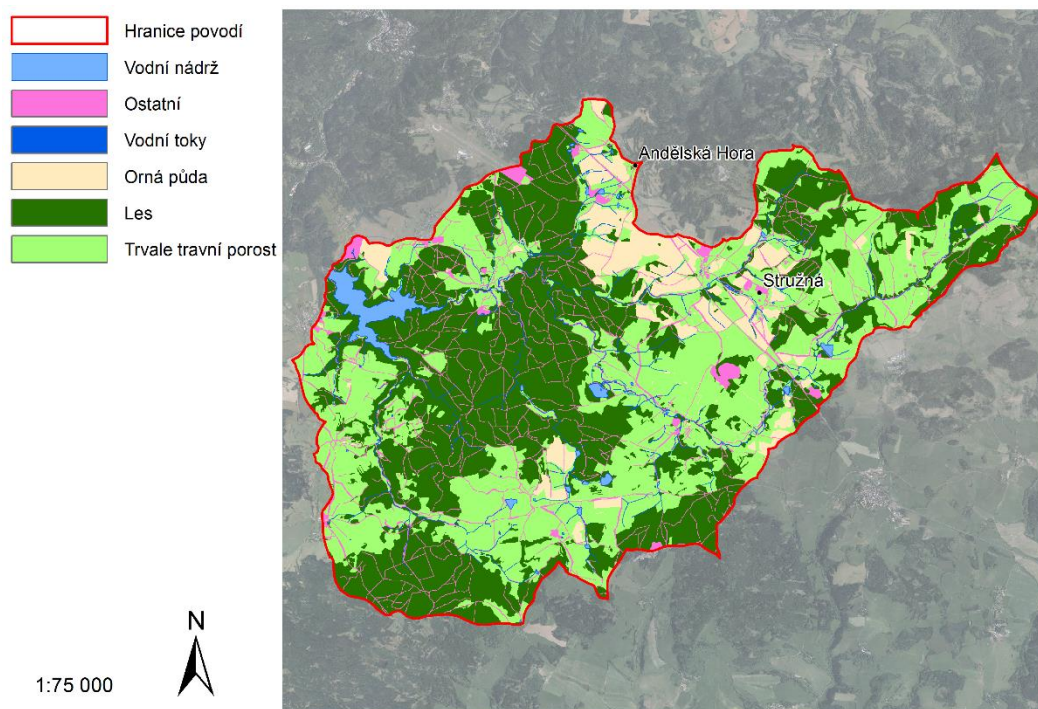 Hranice povodí
Vodní nádrž
Ostatní
Vodní toky
Orná půda
Les
Trvale travní porost
Andělská Hora
Stružná
N
1:75 000